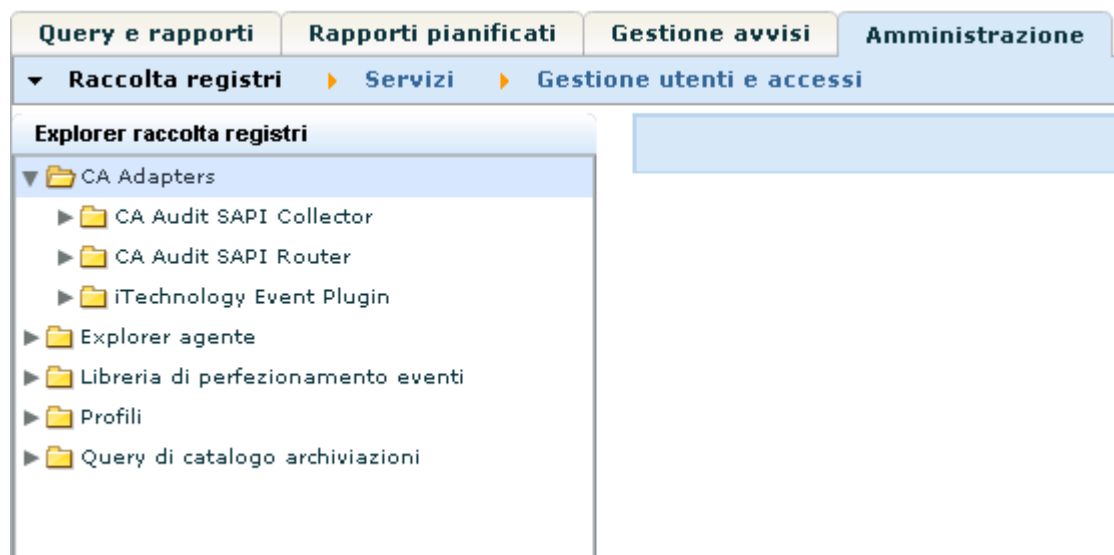 Query e rapporti Rapporti pianificati Gestione avvisi Amministrazione
Raccolta registri Servizi Gestione utenti e accessi
Explorer raccolta registri
CA Adapters
CA Audit SAPI Collector
CA Audit SAPI Router
iTechnology Event Plugin
Explorer agente
Libreria di perfezionamento eventi
Profili
Query di catalogo archiviazioni